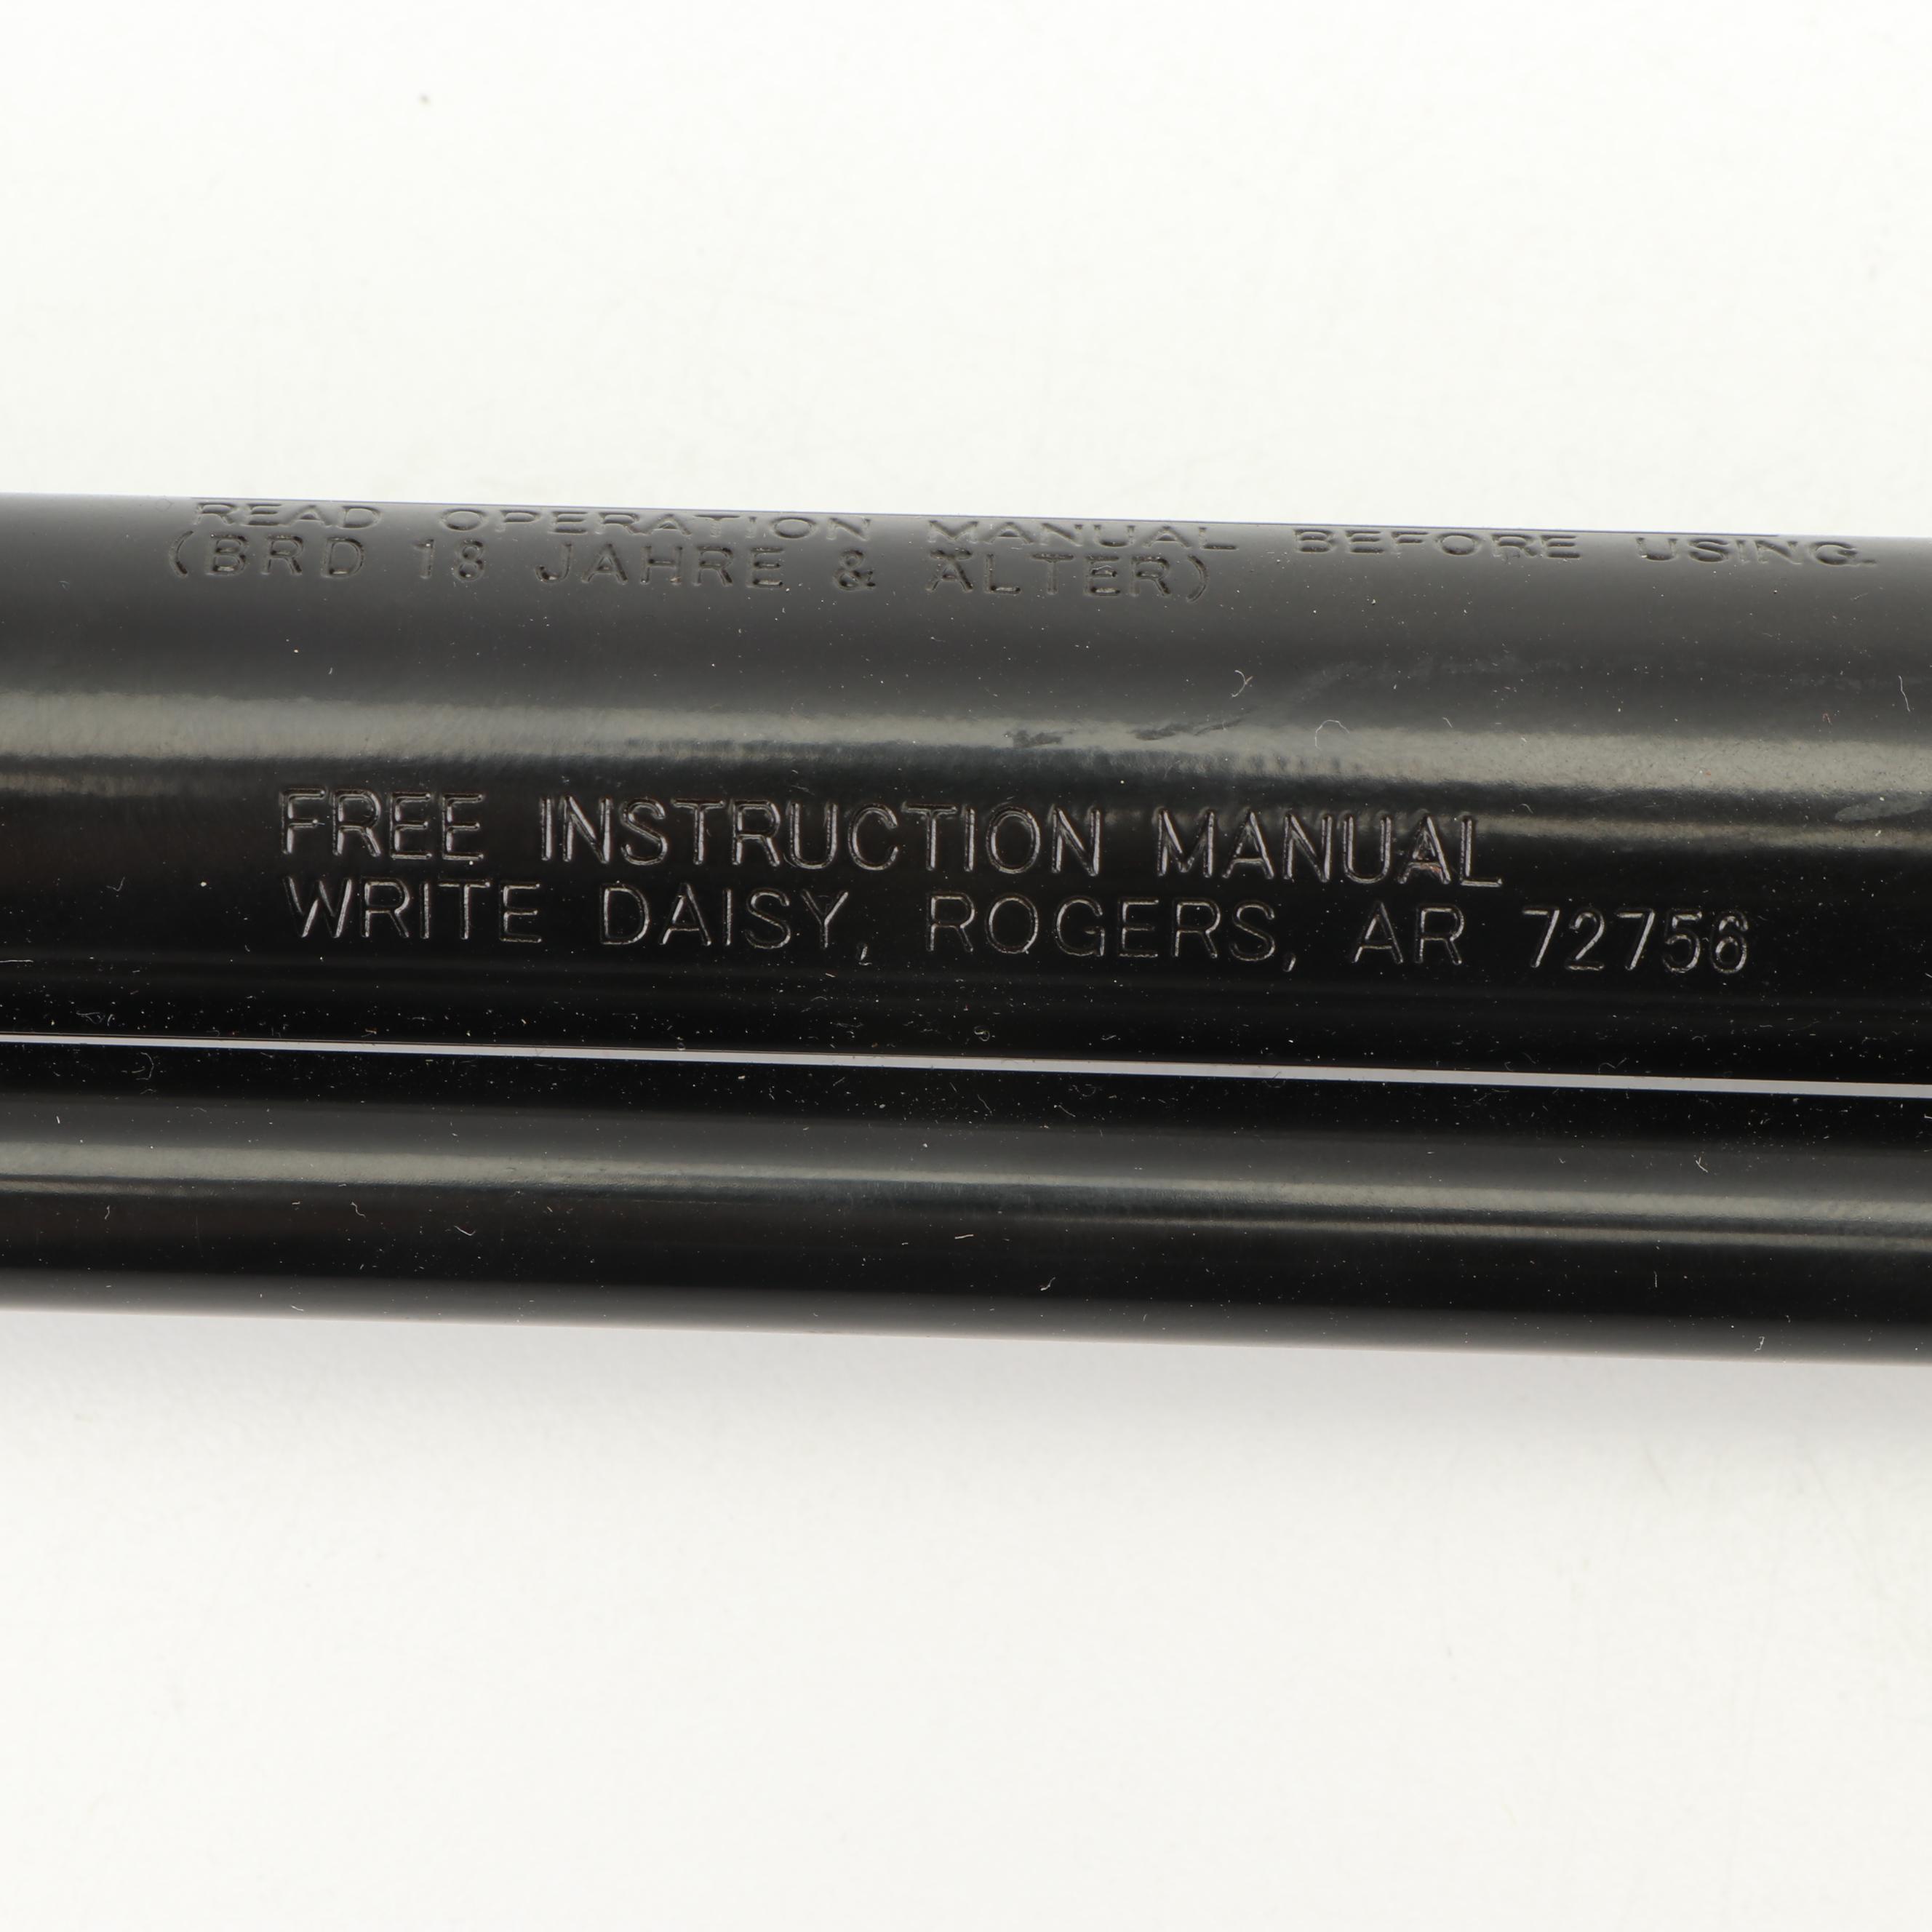 READ OPERATION MANUAL BEFORE USING.
(BRD 18 JAHRE & ÄLTER)
FREE INSTRUCTION MANUAL
WRITE DAISY, ROGERS, AR 72756